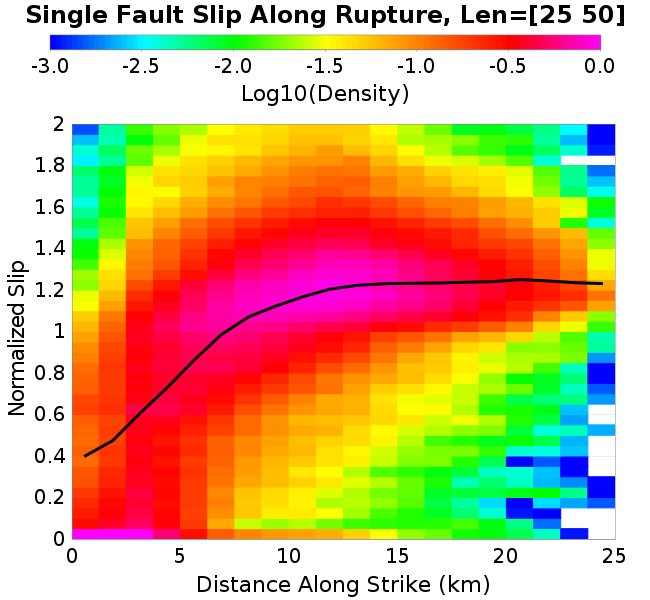 Single Fault Slip Along Rupture, Len=[25 50]
-3.0 -2.5 -2.0 -1.5 -1.0 -0.5 0.0
Log10(Density)
2
1.8
1.6
1.4
1.2
1
0.8
0.6
0.4
0.2
0
Normalized Slip
0 5 10 15 20 25
Distance Along Strike (km)